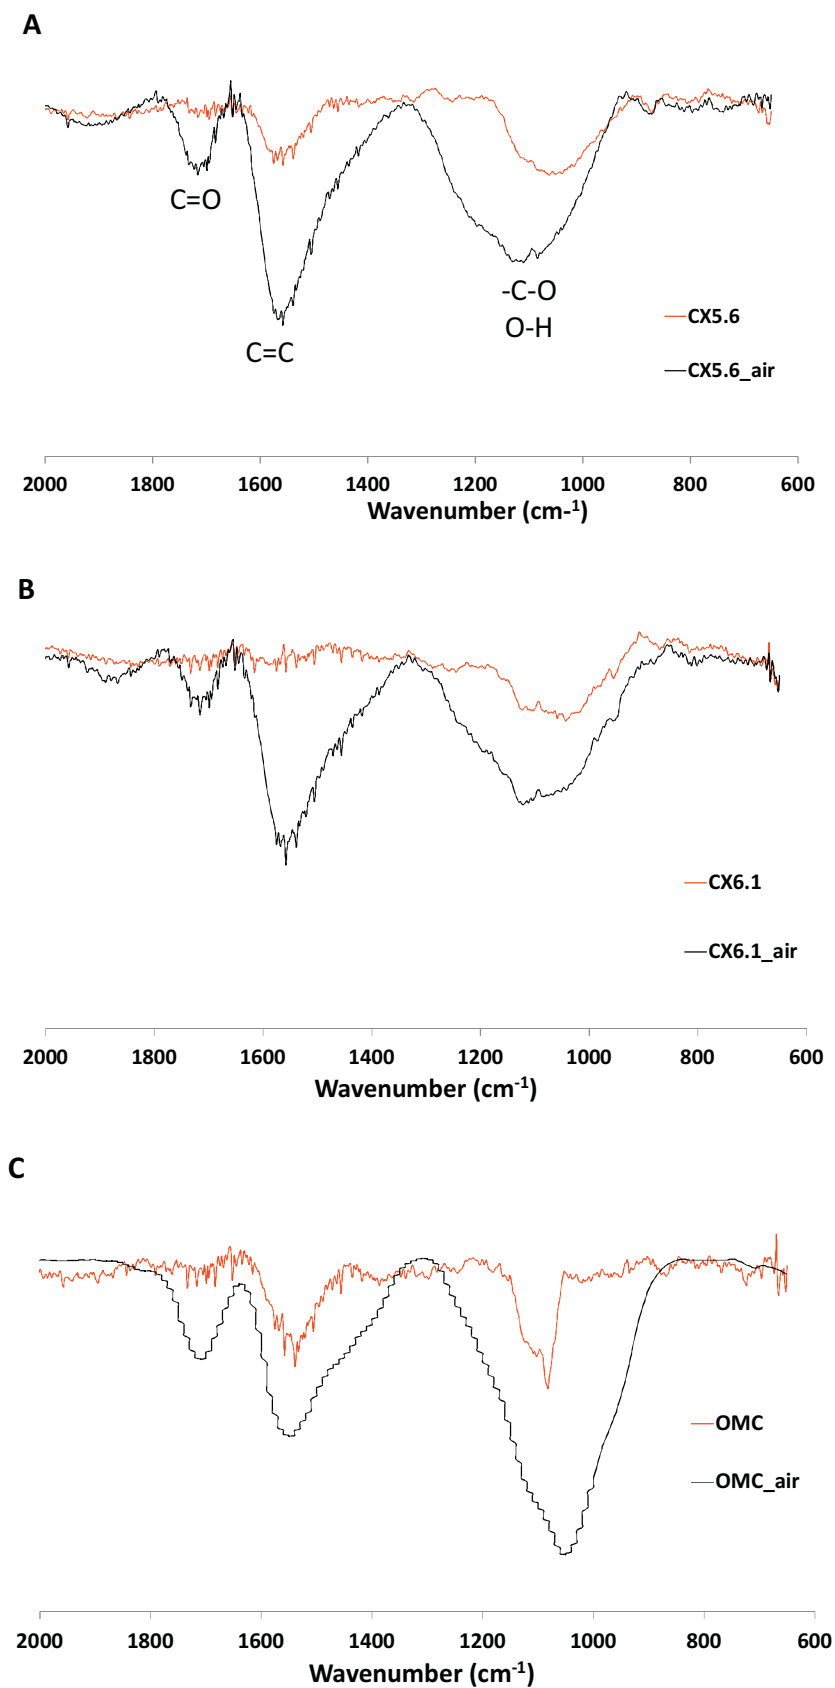 A
C=O
C=C
-C-O
O-H
CX5.6
CX5.6_air
2000 1800 1600 1400 1200 1000 800 600
Wavenumber (cm-¹)
B
CX6.1
CX6.1_air
2000 1800 1600 1400 1200 1000 800 600
Wavenumber (cm⁻¹)
C
OMC
OMC_air
2000 1800 1600 1400 1200 1000 800 600
Wavenumber (cm⁻¹)